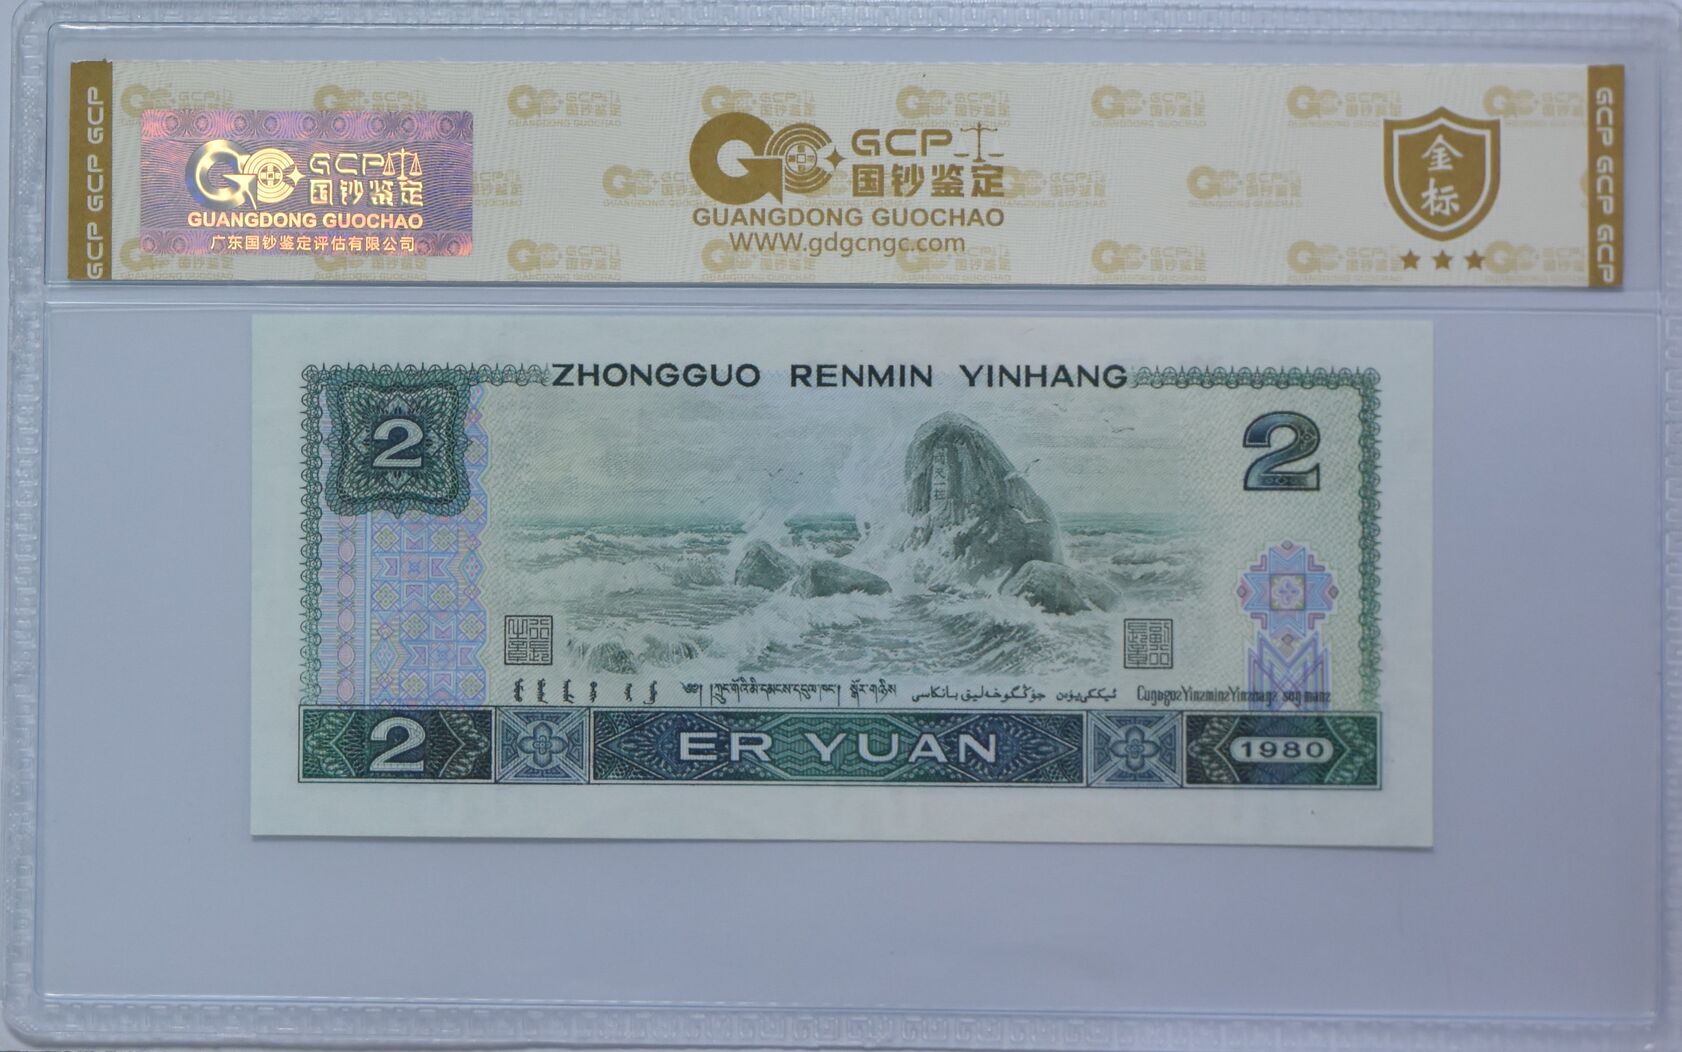 GCP GCP GCP
GCP
国钞鉴定
GUANGDONG GUOCHAO
广东国钞鉴定评估有限公司
GCP
国钞鉴定
GUANGDONG GUOCHAO
WWW.gdgcngc.com
金标
GCP GCP GCP
ZHONGGUO RENMIN YINHANG
2
2
2
ER YUAN
1980